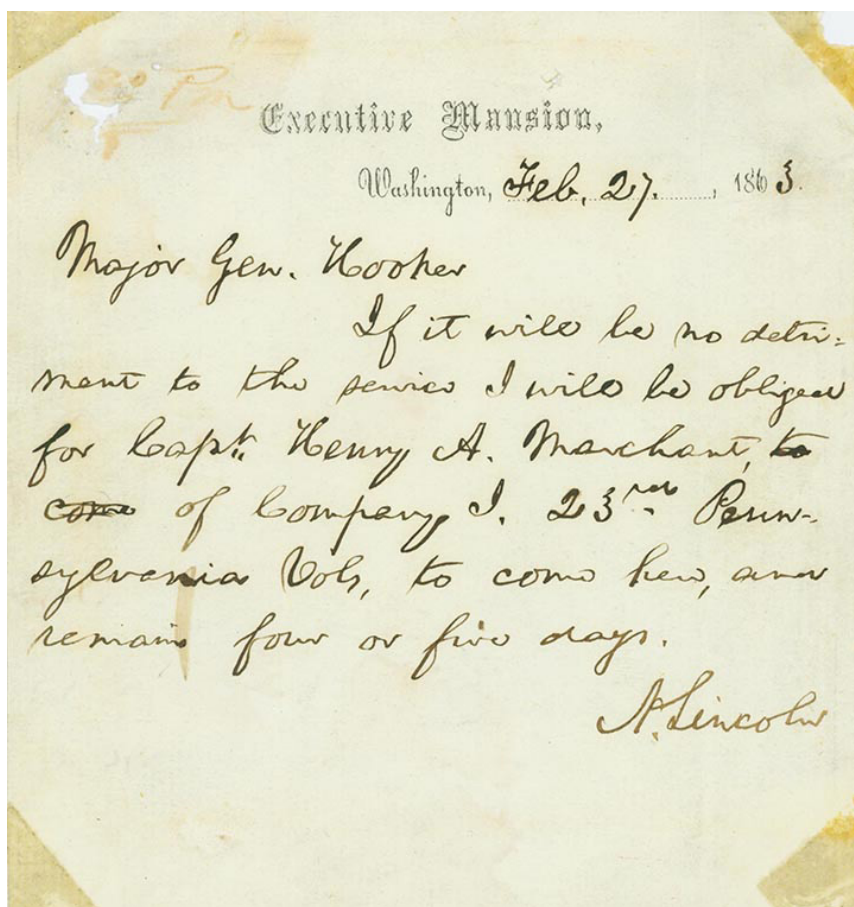 Executive Mansion,
Washington, Feb. 27. , 1863.
Major Gen. Hooker
If it will be no detri-
ment to the service I will be obliged
for Capt. Henry A. Marchant, to
come of Company, I. 23rd Penn-
sylvania Vols, to come here, and
remain four or five days.
A. Lincoln